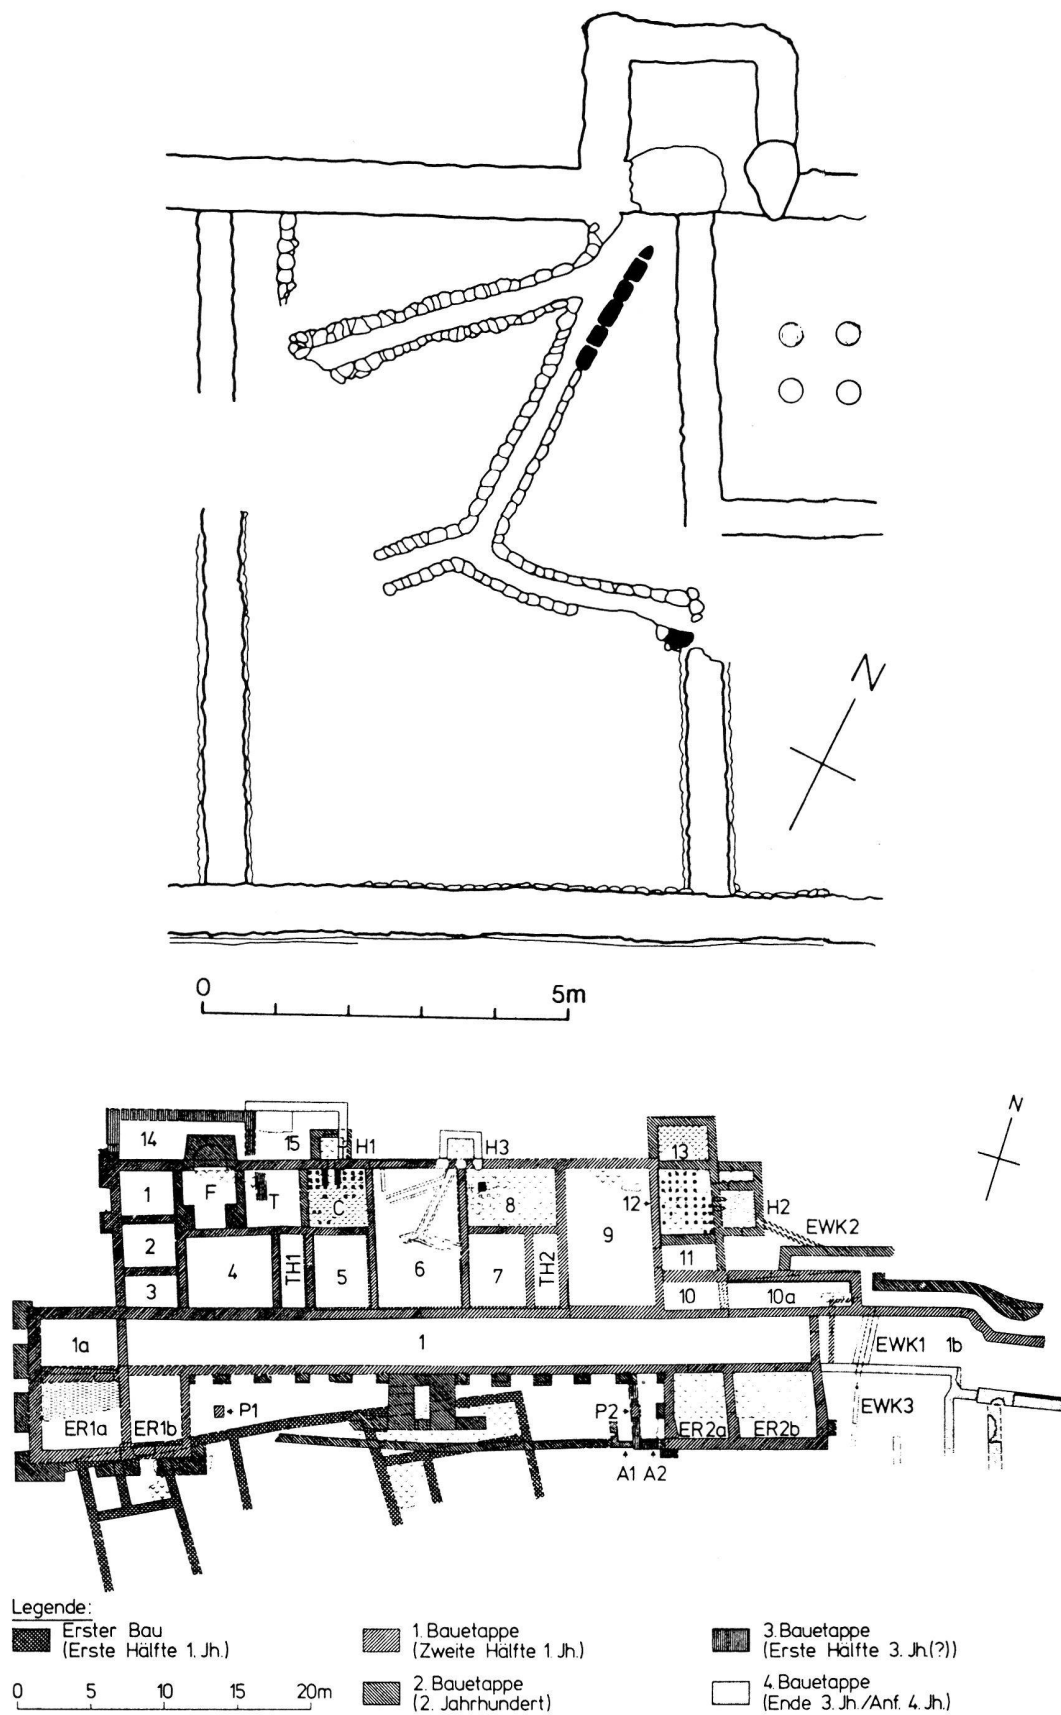 N
0 5m
N
14 15 H1 H3 13
1 F T C 8 9 12 H2 EWK2
2 4 TH1 5 6 7 TH2 11
3 10 10a
1a 1 EWK1 1b
ER1a ER1b P1 P2 ER2a ER2b EWK3
A1 A2
Legende:
Erster Bau
(Erste Hälfte 1. Jh.)
1. Bauetappe
(Zweite Hälfte 1. Jh.)
2. Bauetappe
(2. Jahrhundert)
3. Bauetappe
(Erste Hälfte 3. Jh.(?))
4. Bauetappe
(Ende 3. Jh./Anf. 4. Jh.)
0 5 10 15 20m